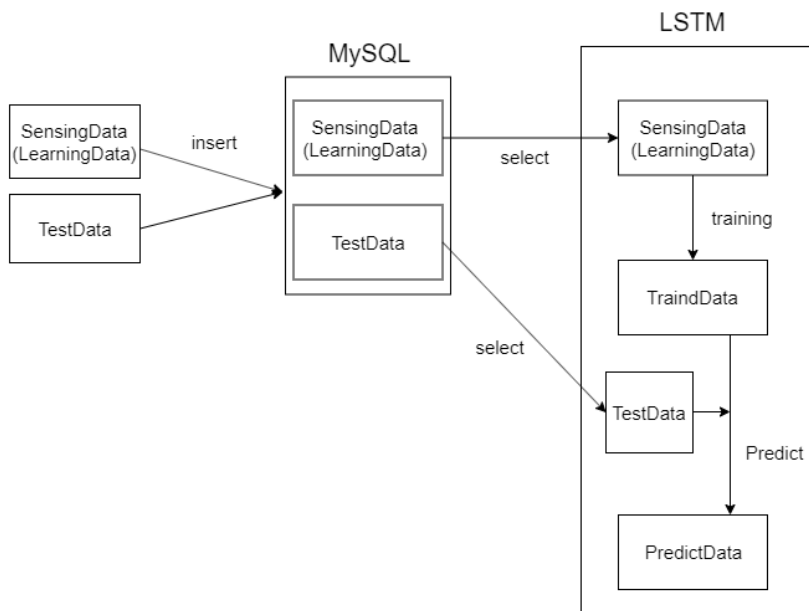 LSTM
MySQL
SensingData
(LearningData)
TestData
insert
SensingData
(LearningData)
TestData
select
select
SensingData
(LearningData)
training
TraindData
TestData
Predict
PredictData